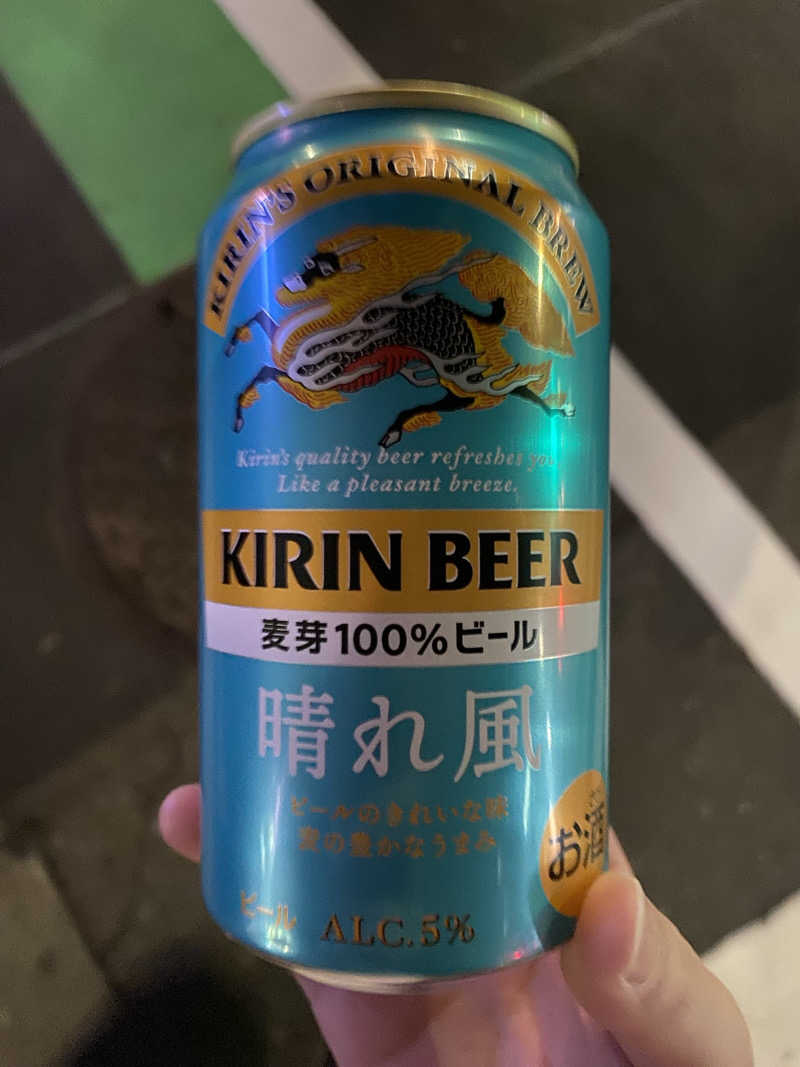 KIRIN'S ORIGINAL BREW
Kirin's quality beer refreshes you.
Like a pleasant breeze.
KIRIN BEER
麦芽100%ビール
晴れ風
ビールのきれいな味
麦の豊かなうまみ
お酒
ビール
ALC.5%